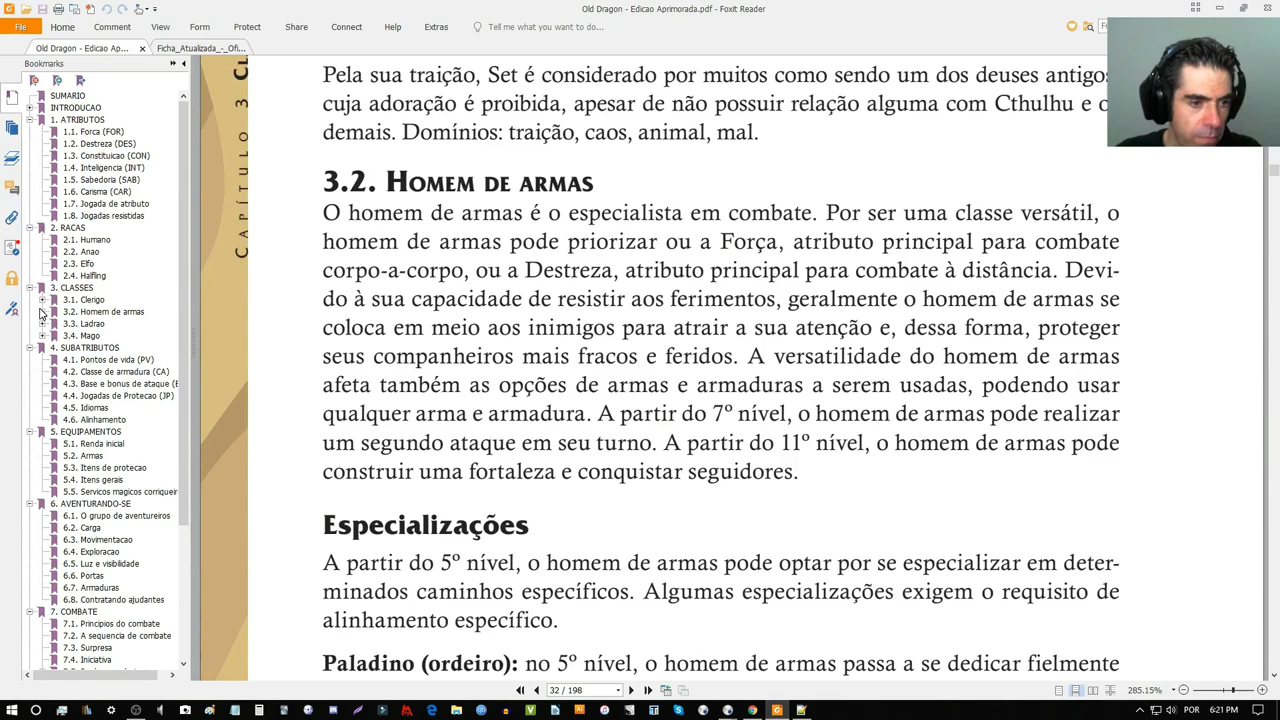 Old Dragon - Edicao Aprimorada.pdf - Foxit Reader
File Home Comment View Form Protect Share Connect Help Extras Tell me what you want to do...
Old Dragon - Edicao Ap... Ficha_Atualizada_-_Ofi...
Bookmarks
SUMARIO
INTRODUCAO
1. ATRIBUTOS
1.1. Forca (FOR)
1.2. Destreza (DES)
1.3. Constituicao (CON)
1.4. Inteligencia (INT)
1.5. Sabedoria (SAB)
1.6. Carisma (CAR)
1.7. Jogada de atributo
1.8. Jogadas resistidas
2. RACAS
2.1. Humano
2.2. Anao
2.3. Elfo
2.4. Halfling
3. CLASSES
3.1. Clerigo
3.2. Homem de armas
3.3. Ladrao
3.4. Mago
4. SUBATRIBUTOS
4.1. Pontos de vida (PV)
4.2. Classe de armadura (CA)
4.3. Base e bonus de ataque (B
4.4. Jogadas de Protecao (JP)
4.5. Idiomas
4.6. Alinhamento
5. EQUIPAMENTOS
5.1. Renda inicial
5.2. Armas
5.3. Itens de protecao
5.4. Itens gerais
5.5. Servicos magicos corriqueir
6. AVENTURANDO-SE
6.1. O grupo de aventureiros
6.2. Carga
6.3. Movimentacao
6.4. Exploracao
6.5. Luz e visibilidade
6.6. Portas
6.7. Armaduras
6.8. Contratando ajudantes
7. COMBATE
7.1. Principios do combate
7.2. A sequencia de combate
7.3. Surpresa
7.4. Iniciativa
CAPÍTULO 3
Pela sua traição, Set é considerado por muitos como sendo um dos deuses antigos
cuja adoração é proibida, apesar de não possuir relação alguma com Cthulhu e o
demais. Domínios: traição, caos, animal, mal.
3.2. HOMEM DE ARMAS
O homem de armas é o especialista em combate. Por ser uma classe versátil, o
homem de armas pode priorizar ou a Força, atributo principal para combate
corpo-a-corpo, ou a Destreza, atributo principal para combate à distância. Devi-
do à sua capacidade de resistir aos ferimentos, geralmente o homem de armas se
coloca em meio aos inimigos para atrair a sua atenção e, dessa forma, proteger
seus companheiros mais fracos e feridos. A versatilidade do homem de armas
afeta também as opções de armas e armaduras a serem usadas, podendo usar
qualquer arma e armadura. A partir do 7º nível, o homem de armas pode realizar
um segundo ataque em seu turno. A partir do 11º nível, o homem de armas pode
construir uma fortaleza e conquistar seguidores.
Especializações
A partir do 5º nível, o homem de armas pode optar por se especializar em deter-
minados caminhos específicos. Algumas especializações exigem o requisito de
alinhamento específico.
Paladino (ordeiro): no 5º nível, o homem de armas passa a se dedicar fielmente
32 / 198
285.15%
POR 6:21 PM